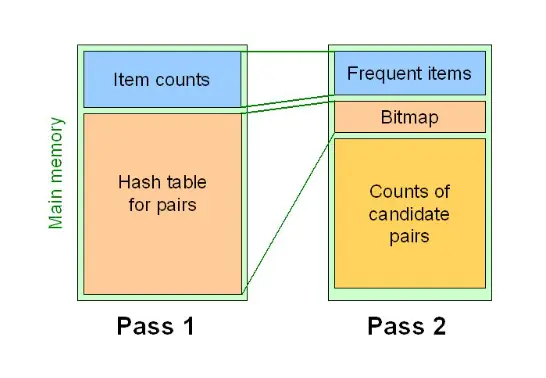 Main memory
Item counts
Hash table
for pairs
Pass 1
Frequent items
Bitmap
Counts of
candidate
pairs
Pass 2